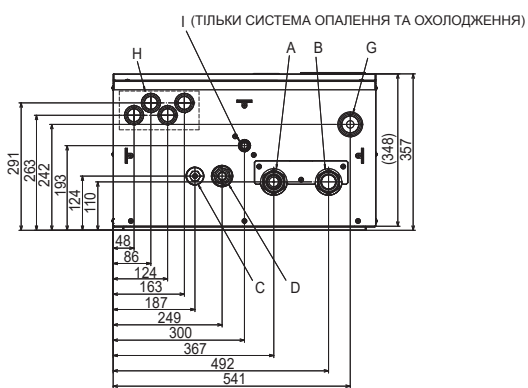 I (ТІЛЬКИ СИСТЕМА ОПАЛЕННЯ ТА ОХОЛОДЖЕННЯ)
H
A
B
G
291
263
242
193
124
110
(348)
357
48
86
124
163
187
249
300
367
492
541
C
D